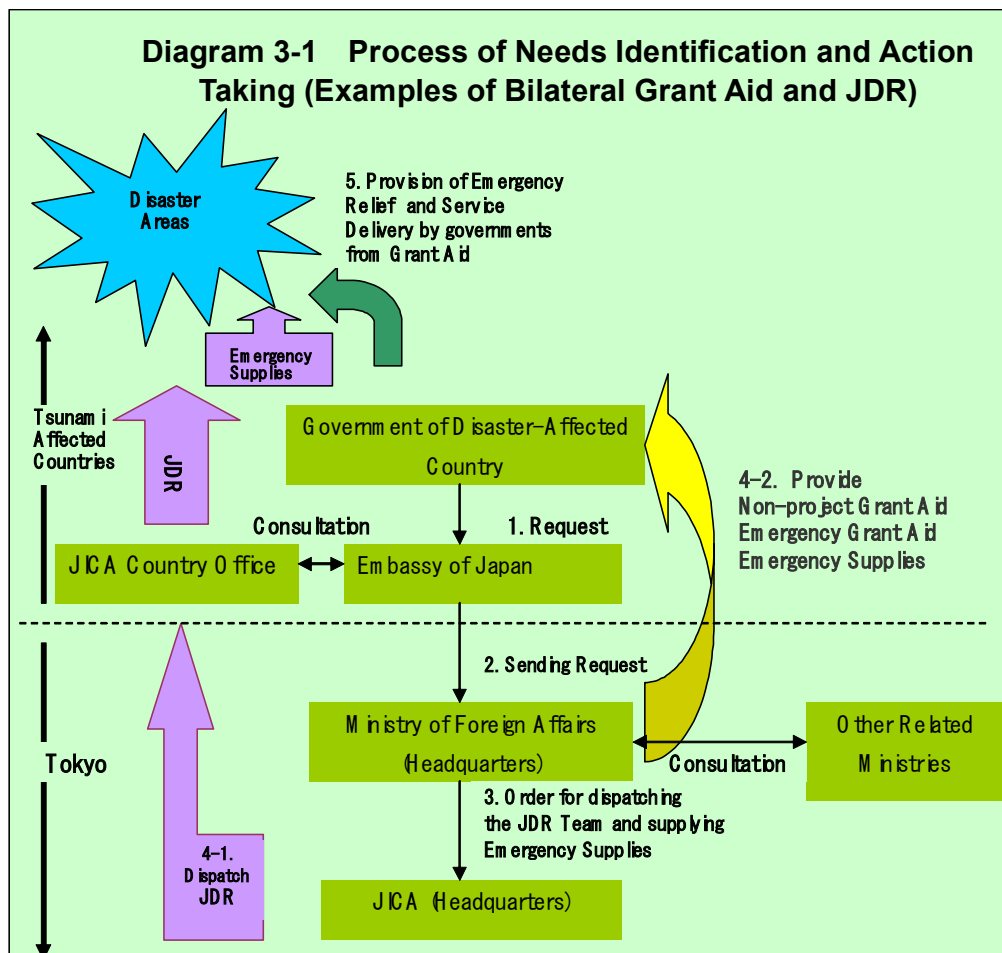 Diagram 3-1 Process of Needs Identification and Action
Taking (Examples of Bilateral Grant Aid and JDR)
Disaster
Areas
5. Provision of Emergency
Relief and Service
Delivery by governments
from Grant Aid
Emergency
Supplies
Tsunami
Affected
Countries
JDR
Government of Disaster-Affected
Country
4-2. Provide
Non-project Grant Aid
Emergency Grant Aid
Emergency Supplies
Consultation
1. Request
JICA Country Office
Embassy of Japan
2. Sending Request
Ministry of Foreign Affairs
(Headquarters)
Other Related
Ministries
Consultation
Tokyo
3. Order for dispatching
the JDR Team and supplying
Emergency Supplies
4-1.
Dispatch
JDR
JICA (Headquarters)